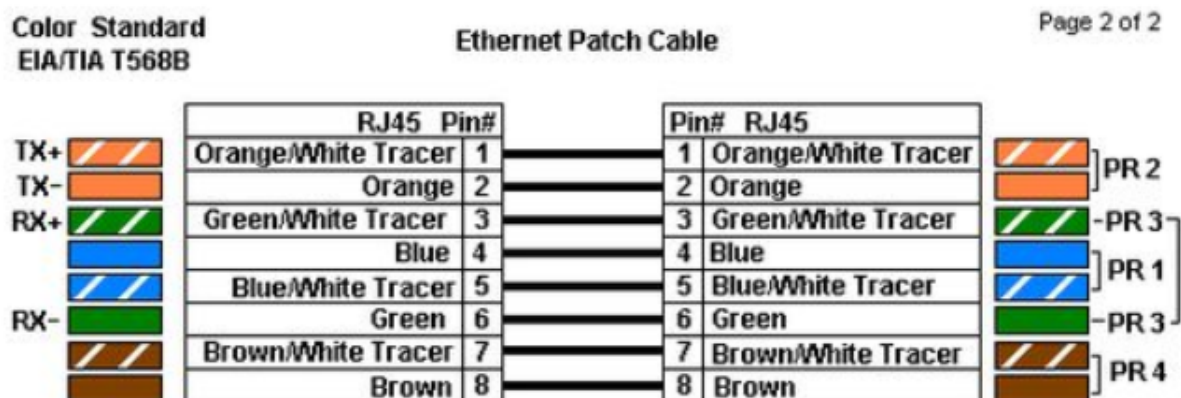 Color Standard
EIA/TIA T568B
Ethernet Patch Cable
Page 2 of 2
RJ45 Pin# Pin# RJ45
TX+ Orange/White Tracer 1 1 Orange/White Tracer PR 2
TX- Orange 2 2 Orange
RX+ Green/White Tracer 3 3 Green/White Tracer PR 3
Blue 4 4 Blue PR 1
Blue/White Tracer 5 5 Blue/White Tracer
RX- Green 6 6 Green PR 3
Brown/White Tracer 7 7 Brown/White Tracer PR 4
Brown 8 8 Brown